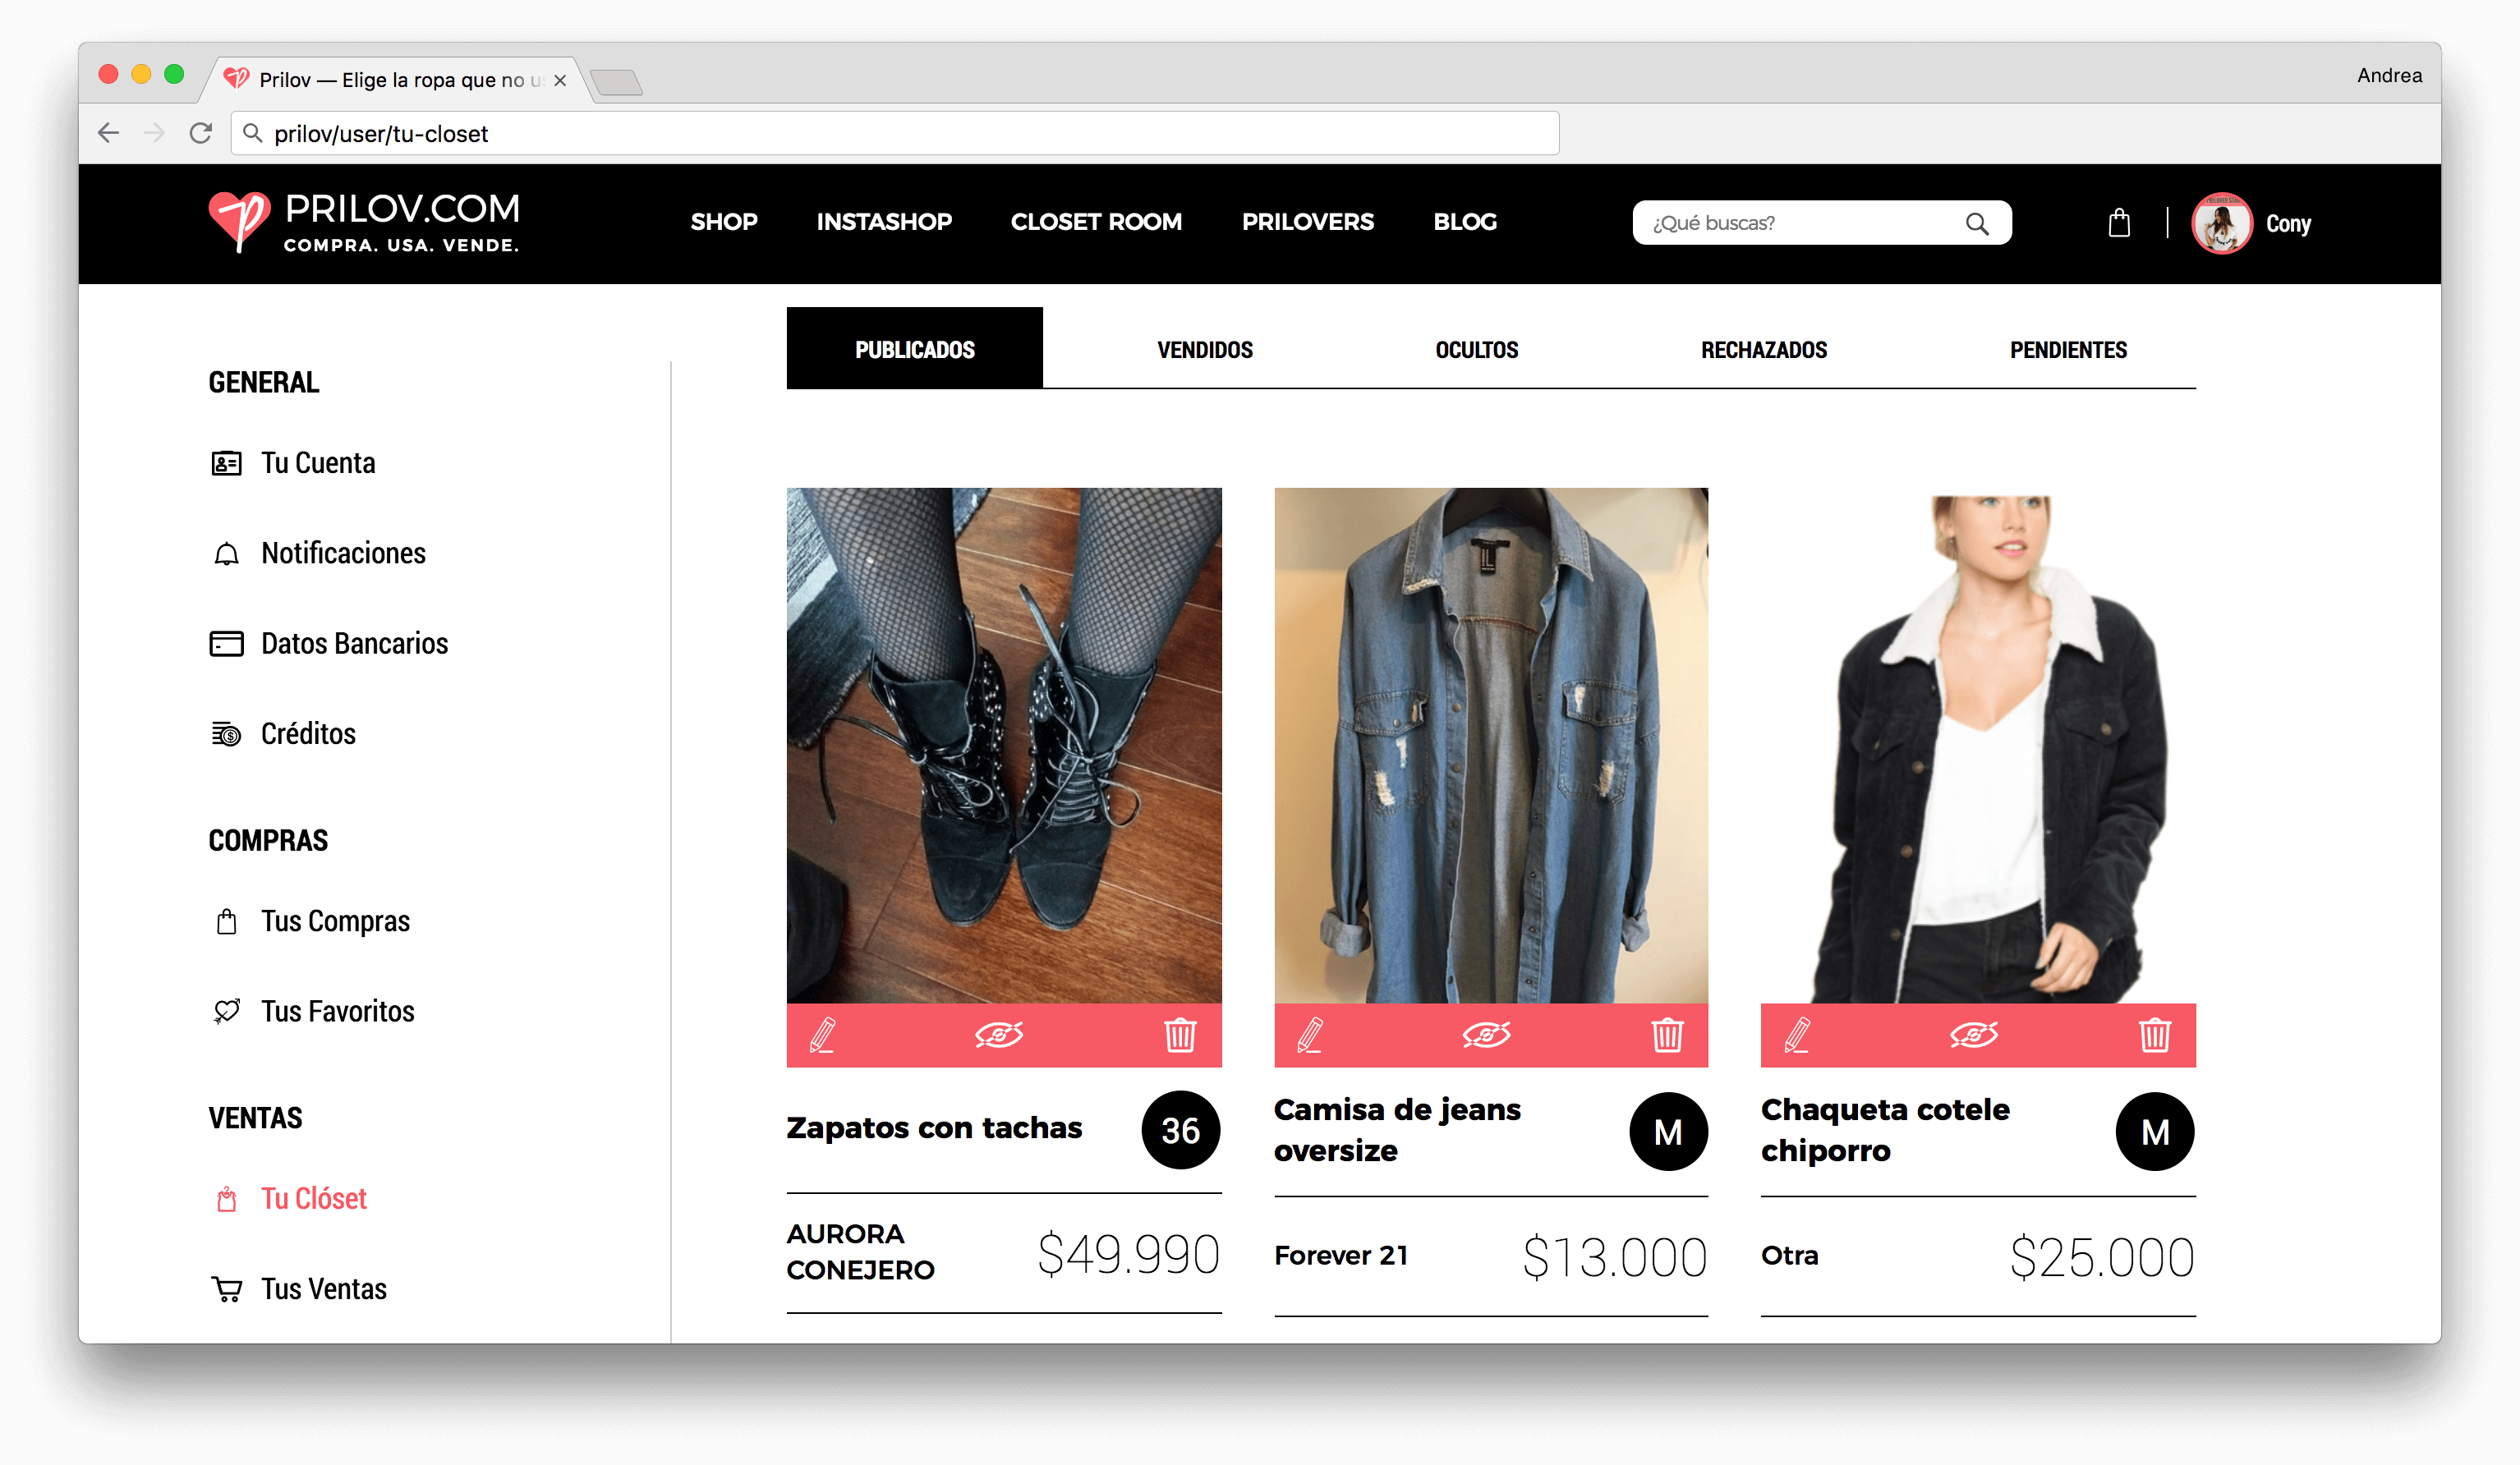 Prilov — Elige la ropa que no u
Andrea
prilov/user/tu-closet
PRILOV.COM
COMPRA. USA. VENDE.
SHOP
INSTASHOP
CLOSET ROOM
PRILOVERS
BLOG
¿Qué buscas?
Cony
PUBLICADOS
VENDIDOS
OCULTOS
RECHAZADOS
PENDIENTES
GENERAL
Tu Cuenta
Notificaciones
Datos Bancarios
Créditos
COMPRAS
Tus Compras
Tus Favoritos
VENTAS
Tu Clóset
Tus Ventas
Zapatos con tachas
36
AURORA
CONEJERO
$49.990
Camisa de jeans
oversize
M
Forever 21
$13.000
Chaqueta cotele
chiporro
M
Otra
$25.000